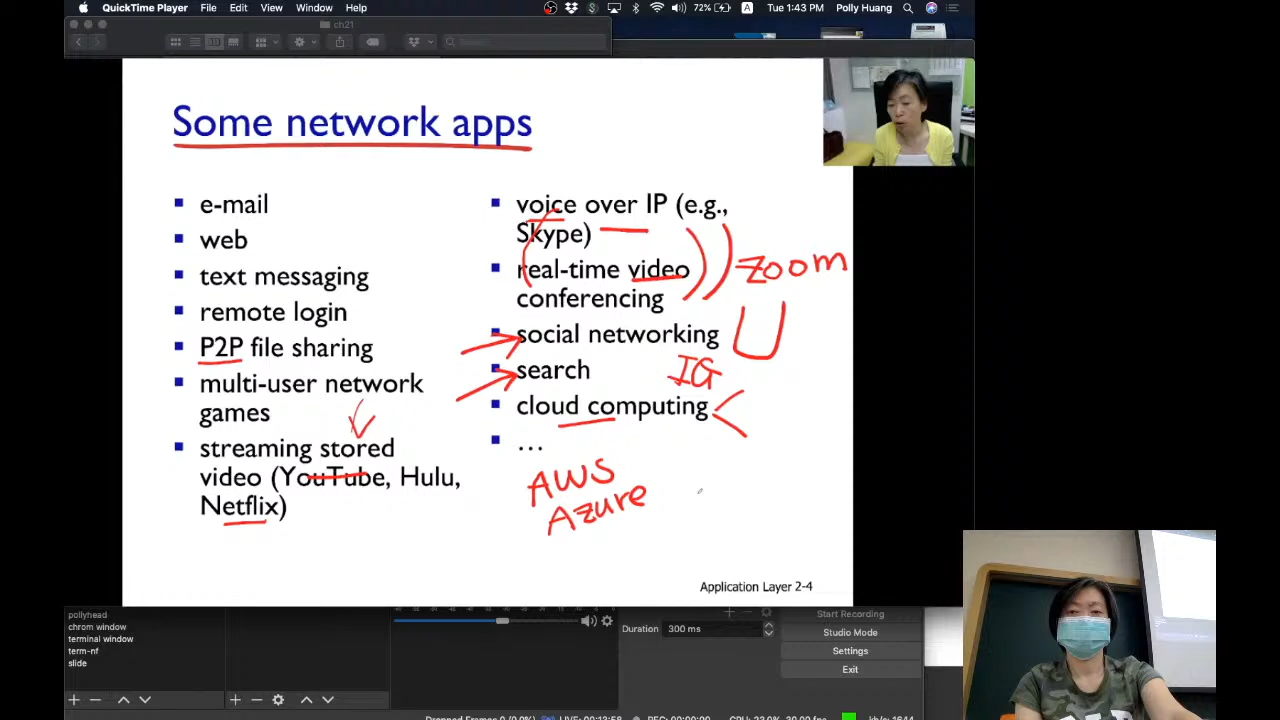 QuickTime Player File Edit View Window Help 72% A Tue 1:43 PM Polly Huang
ch21
Search
Some network apps
e-mail
web
text messaging
remote login
P2P file sharing
multi-user network
games
streaming stored
video (YouTube, Hulu,
Netflix)
voice over IP (e.g.,
Skype)
real-time video
conferencing
zoom
social networking
search
IG
cloud computing
...
AWS
Azure
Application Layer 2-4
pollyhead
chrom window
terminal window
term-nf
slide
Duration 300 ms
Start Recording
Studio Mode
Settings
Exit